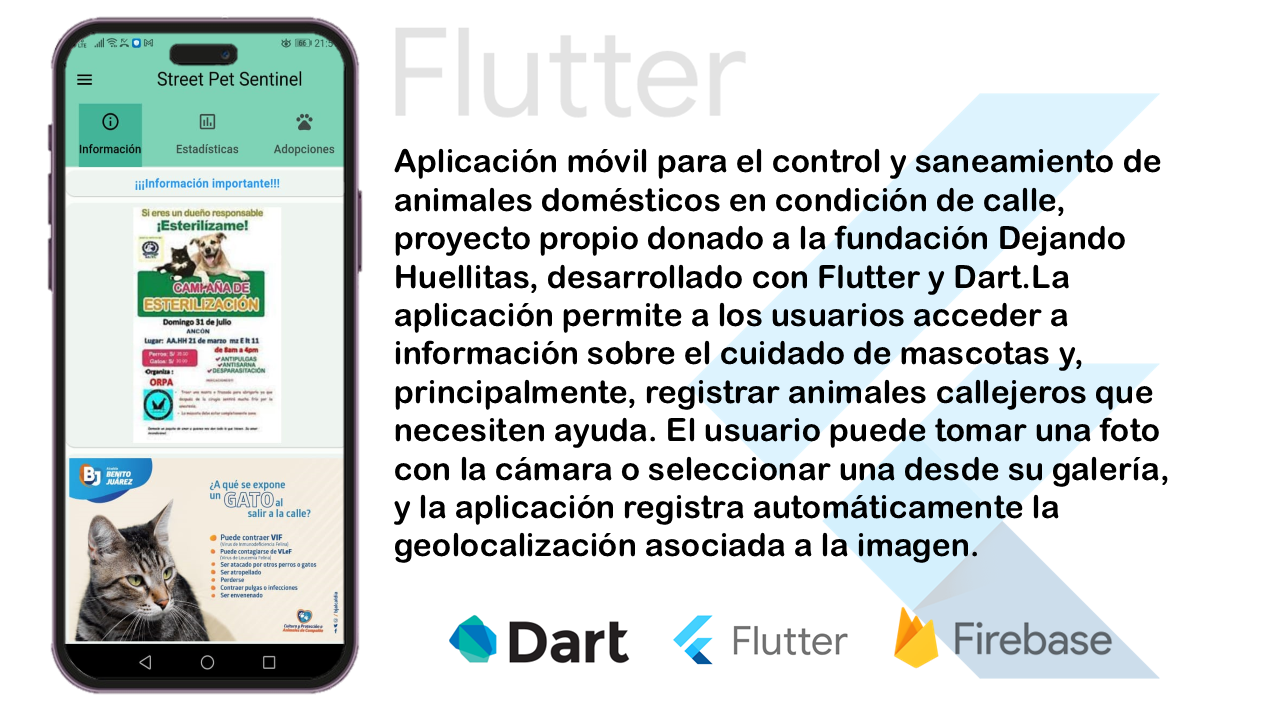 66 21:5
Street Pet Sentinel
Información
Estadísticas
Adopciones
¡¡¡Información importante!!!
Si eres un dueño responsable
¡Esterilízame!
CAMPAÑA DE
ESTERILIZACIÓN
Domingo 31 de julio
ANCÓN
Lugar: AA.HH 21 de marzo mz E lt 11
de 8am a 4pm
Perros: S/
Gatos: S/
✓ANTIPULGAS
✓ANTISARNA
✓DESPARASITACIÓN
•Organiza :
ORPA
BJ
BENITO
JUÁREZ
¿A qué se expone
un GATO al
salir a la calle?
Puede contraer VIF
(Virus de Inmunodeficiencia Felina)
Puede contagiarse de VLeF
(Virus de Leucemia Felina)
Ser atacado por otros perros o gatos
Ser atropellado
Perderse
Contraer pulgas o infecciones
Ser envenenado
Flutter
Aplicación móvil para el control y saneamiento de
animales domésticos en condición de calle,
proyecto propio donado a la fundación Dejando
Huellitas, desarrollado con Flutter y Dart.La
aplicación permite a los usuarios acceder a
información sobre el cuidado de mascotas y,
principalmente, registrar animales callejeros que
necesiten ayuda. El usuario puede tomar una foto
con la cámara o seleccionar una desde su galería,
y la aplicación registra automáticamente la
geolocalización asociada a la imagen.
Dart
Flutter
Firebase